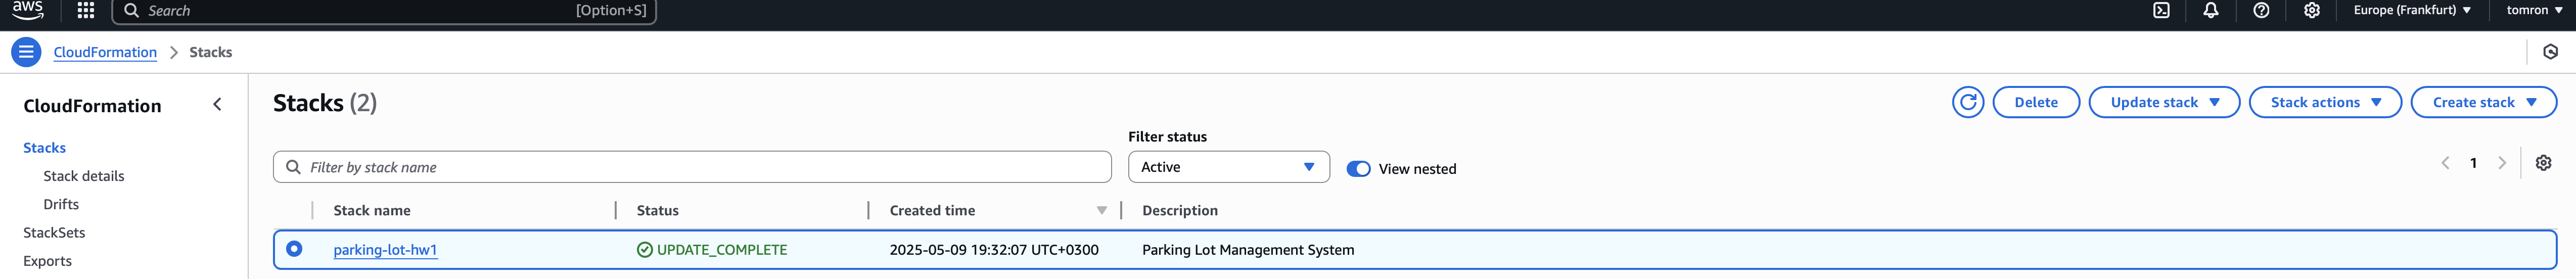 aws Search [Option+S] Europe (Frankfurt) tomron
CloudFormation Stacks
CloudFormation
Stacks
Stack details
Drifts
StackSets
Exports
Stacks (2) Delete Update stack Stack actions Create stack
Filter status
Filter by stack name Active View nested 1
Stack name Status Created time Description
parking-lot-hw1 UPDATE_COMPLETE 2025-05-09 19:32:07 UTC+0300 Parking Lot Management System